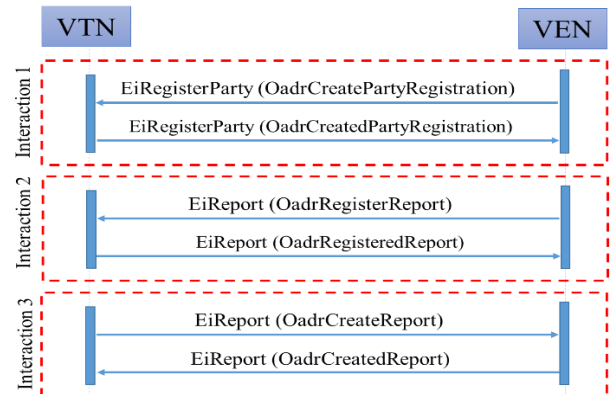 VTN
VEN
Interaction 1
EiRegisterParty (OadrCreatePartyRegistration)
EiRegisterParty (OadrCreatedPartyRegistration)
Interaction 2
EiReport (OadrRegisterReport)
EiReport (OadrRegisteredReport)
Interaction 3
EiReport (OadrCreateReport)
EiReport (OadrCreatedReport)